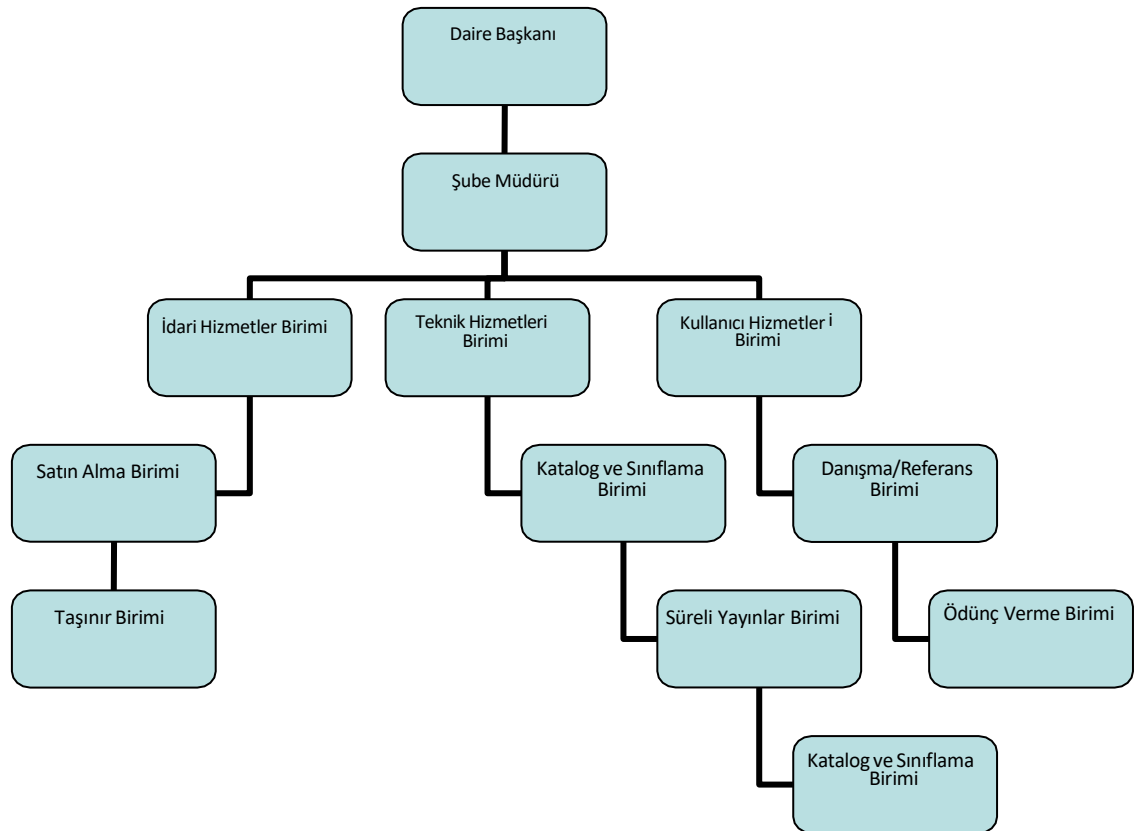 Daire Başkanı
Şube Müdürü
İdari Hizmetler Birimi
Teknik Hizmetleri
Birimi
Kullanıcı Hizmetler i
Birimi
Satın Alma Birimi
Katalog ve Sınıflama
Birimi
Danışma/Referans
Birimi
Taşınır Birimi
Süreli Yayınlar Birimi
Ödünç Verme Birimi
Katalog ve Sınıflama
Birimi